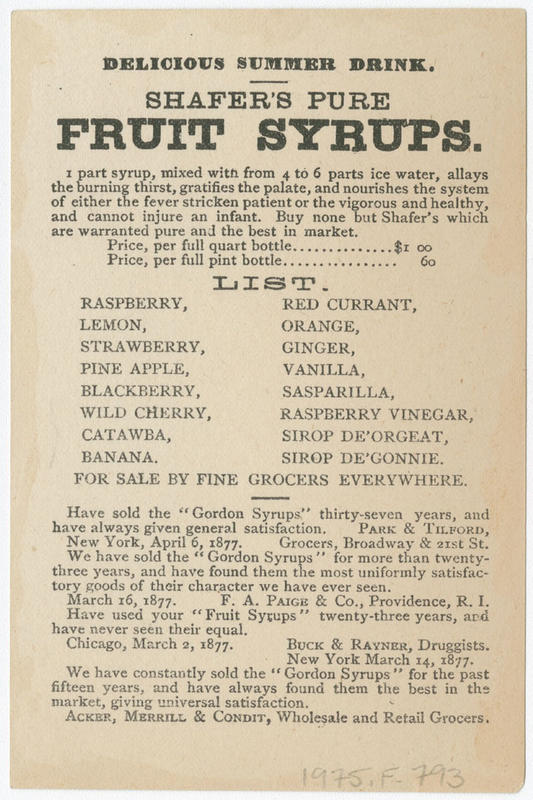 DELICIOUS SUMMER DRINK.
SHAFER'S PURE
FRUIT SYRUPS.
1 part syrup, mixed with from 4 to 6 parts ice water, allays
the burning thirst, gratifies the palate, and nourishes the system
of either the fever stricken patient or the vigorous and healthy,
and cannot injure an infant. Buy none but Shafer's which
are warranted pure and the best in market.
Price, per full quart bottle..............$1 00
Price, per full pint bottle................ 60
LIST.
RASPBERRY, RED CURRANT,
LEMON, ORANGE,
STRAWBERRY, GINGER,
PINE APPLE, VANILLA,
BLACKBERRY, SASPARILLA,
WILD CHERRY, RASPBERRY VINEGAR,
CATAWBA, SIROP DE'ORGEAT,
BANANA. SIROP DE'GONNIE.
FOR SALE BY FINE GROCERS EVERYWHERE.
Have sold the "Gordon Syrups" thirty-seven years, and
have always given general satisfaction. PARK & TILFORD,
New York, April 6, 1877. Grocers, Broadway & 21st St.
We have sold the "Gordon Syrups" for more than twenty-
three years, and have found them the most uniformly satisfac-
tory goods of their character we have ever seen.
March 16, 1877. F. A. PAIGE & Co., Providence, R. I.
Have used your "Fruit Syrups" twenty-three years, and
have never seen their equal.
Chicago, March 2, 1877. BUCK & RAYNER, Druggists.
New York March 14, 1877.
We have constantly sold the "Gordon Syrups" for the past
fifteen years, and have always found them the best in the
market, giving universal satisfaction.
ACKER, MERRILL & CONDIT, Wholesale and Retail Grocers.
1975.F.793